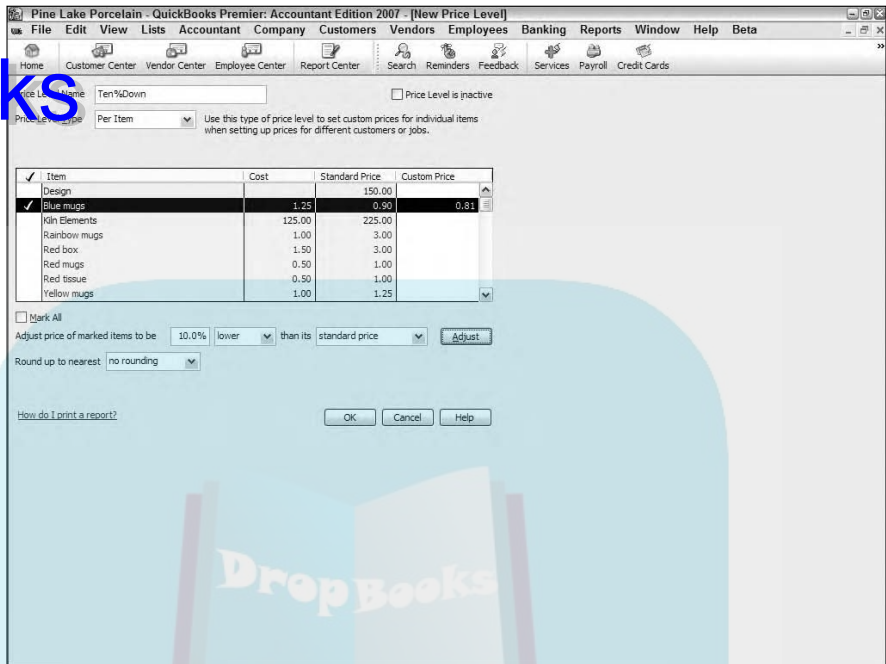 Pine Lake Porcelain - QuickBooks Premier: Accountant Edition 2007 - [New Price Level]
File Edit View Lists Accountant Company Customers Vendors Employees Banking Reports Window Help Beta
Home Customer Center Vendor Center Employee Center Report Center Search Reminders Feedback Services Payroll Credit Cards
ks
Price Level Name Ten%Down Price Level is inactive
Price Level Type Per Item Use this type of price level to set custom prices for individual items
when setting up prices for different customers or jobs.
✓ Item Cost Standard Price Custom Price
Design 150.00
✓ Blue mugs 1.25 0.90 0.81
Kiln Elements 125.00 225.00
Rainbow mugs 1.00 3.00
Red box 1.50 3.00
Red mugs 0.50 1.00
Red tissue 0.50 1.00
Yellow mugs 1.00 1.25
Mark All
Adjust price of marked items to be 10.0% lower than its standard price Adjust
Round up to nearest no rounding
How do I print a report? OK Cancel Help
DropBooks